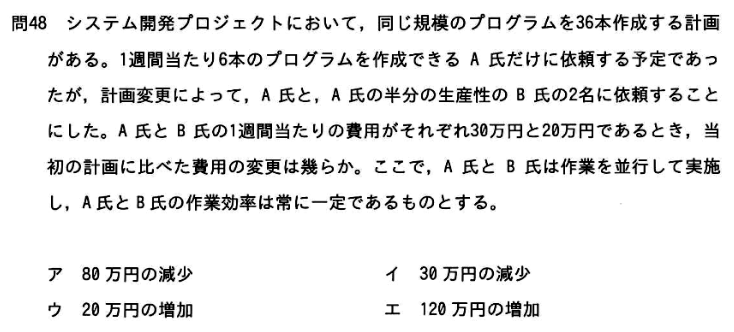 問48 システム開発プロジェクトにおいて，同じ規模のプログラムを36本作成する計画
がある。1週間当たり6本のプログラムを作成できる A 氏だけに依頼する予定であっ
たが，計画変更によって，A 氏と，A 氏の半分の生産性の B 氏の2名に依頼すること
にした。A 氏と B 氏の1週間当たりの費用がそれぞれ30万円と20万円であるとき，当
初の計画に比べた費用の変更は幾らか。ここで，A 氏と B 氏は作業を並行して実施
し，A 氏と B 氏の作業効率は常に一定であるものとする。
ア 80 万円の減少 イ 30 万円の減少
ウ 20 万円の増加 エ 120 万円の増加